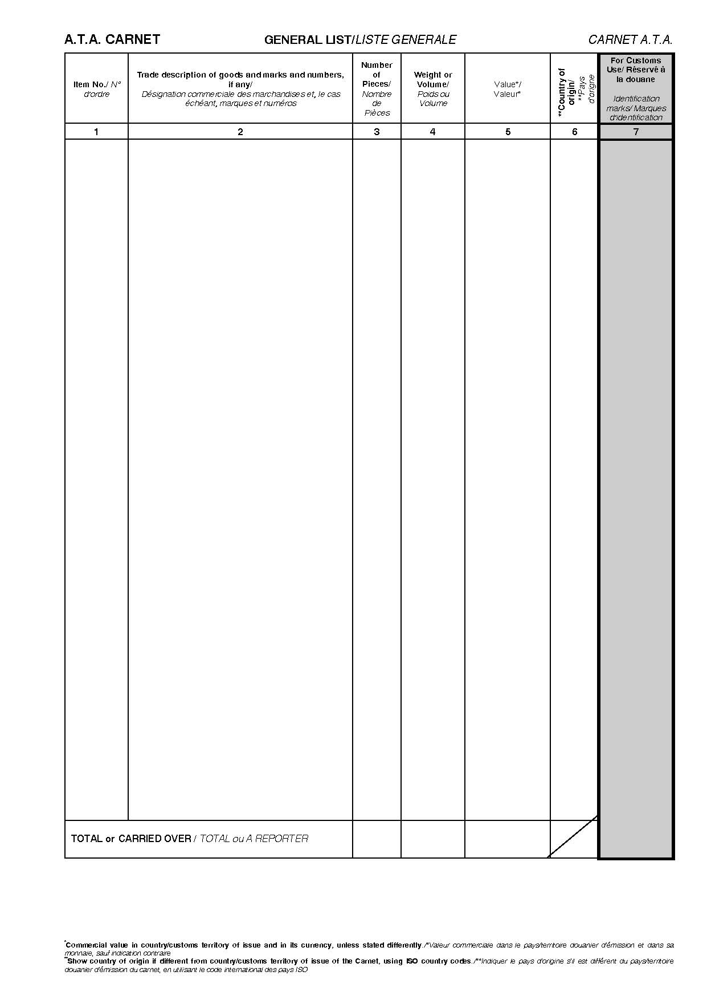 A.T.A. CARNET GENERAL LIST/LISTE GENERALE CARNET A.T.A.
Item No./ N°
d'ordre
Trade description of goods and marks and numbers,
if any/
Désignation commerciale des marchandises et, le cas
échéant, marques et numéros
Number
of
Pieces/
Nombre
de
Pièces
Weight or
Volume/
Poids ou
Volume
Value*/
Valeur*
**Country of
origin/
**Pays
d'origine
For Customs
Use/ Réservé à
la douane
Identification
marks/ Marques
d'identification
1 2 3 4 5 6 7
TOTAL or CARRIED OVER / TOTAL ou A REPORTER
*Commercial value in country/customs territory of issue and in its currency, unless stated differently./*Valeur commerciale dans le pays/territoire douanier d'émission et dans sa
monnaie, sauf indication contraire
**Show country of origin if different from country/customs territory of issue of the Carnet, using ISO country codes./**Indiquer le pays d'origine s'il est différent du pays/territoire
douanier d'émission du carnet, en utilisant le code international des pays ISO